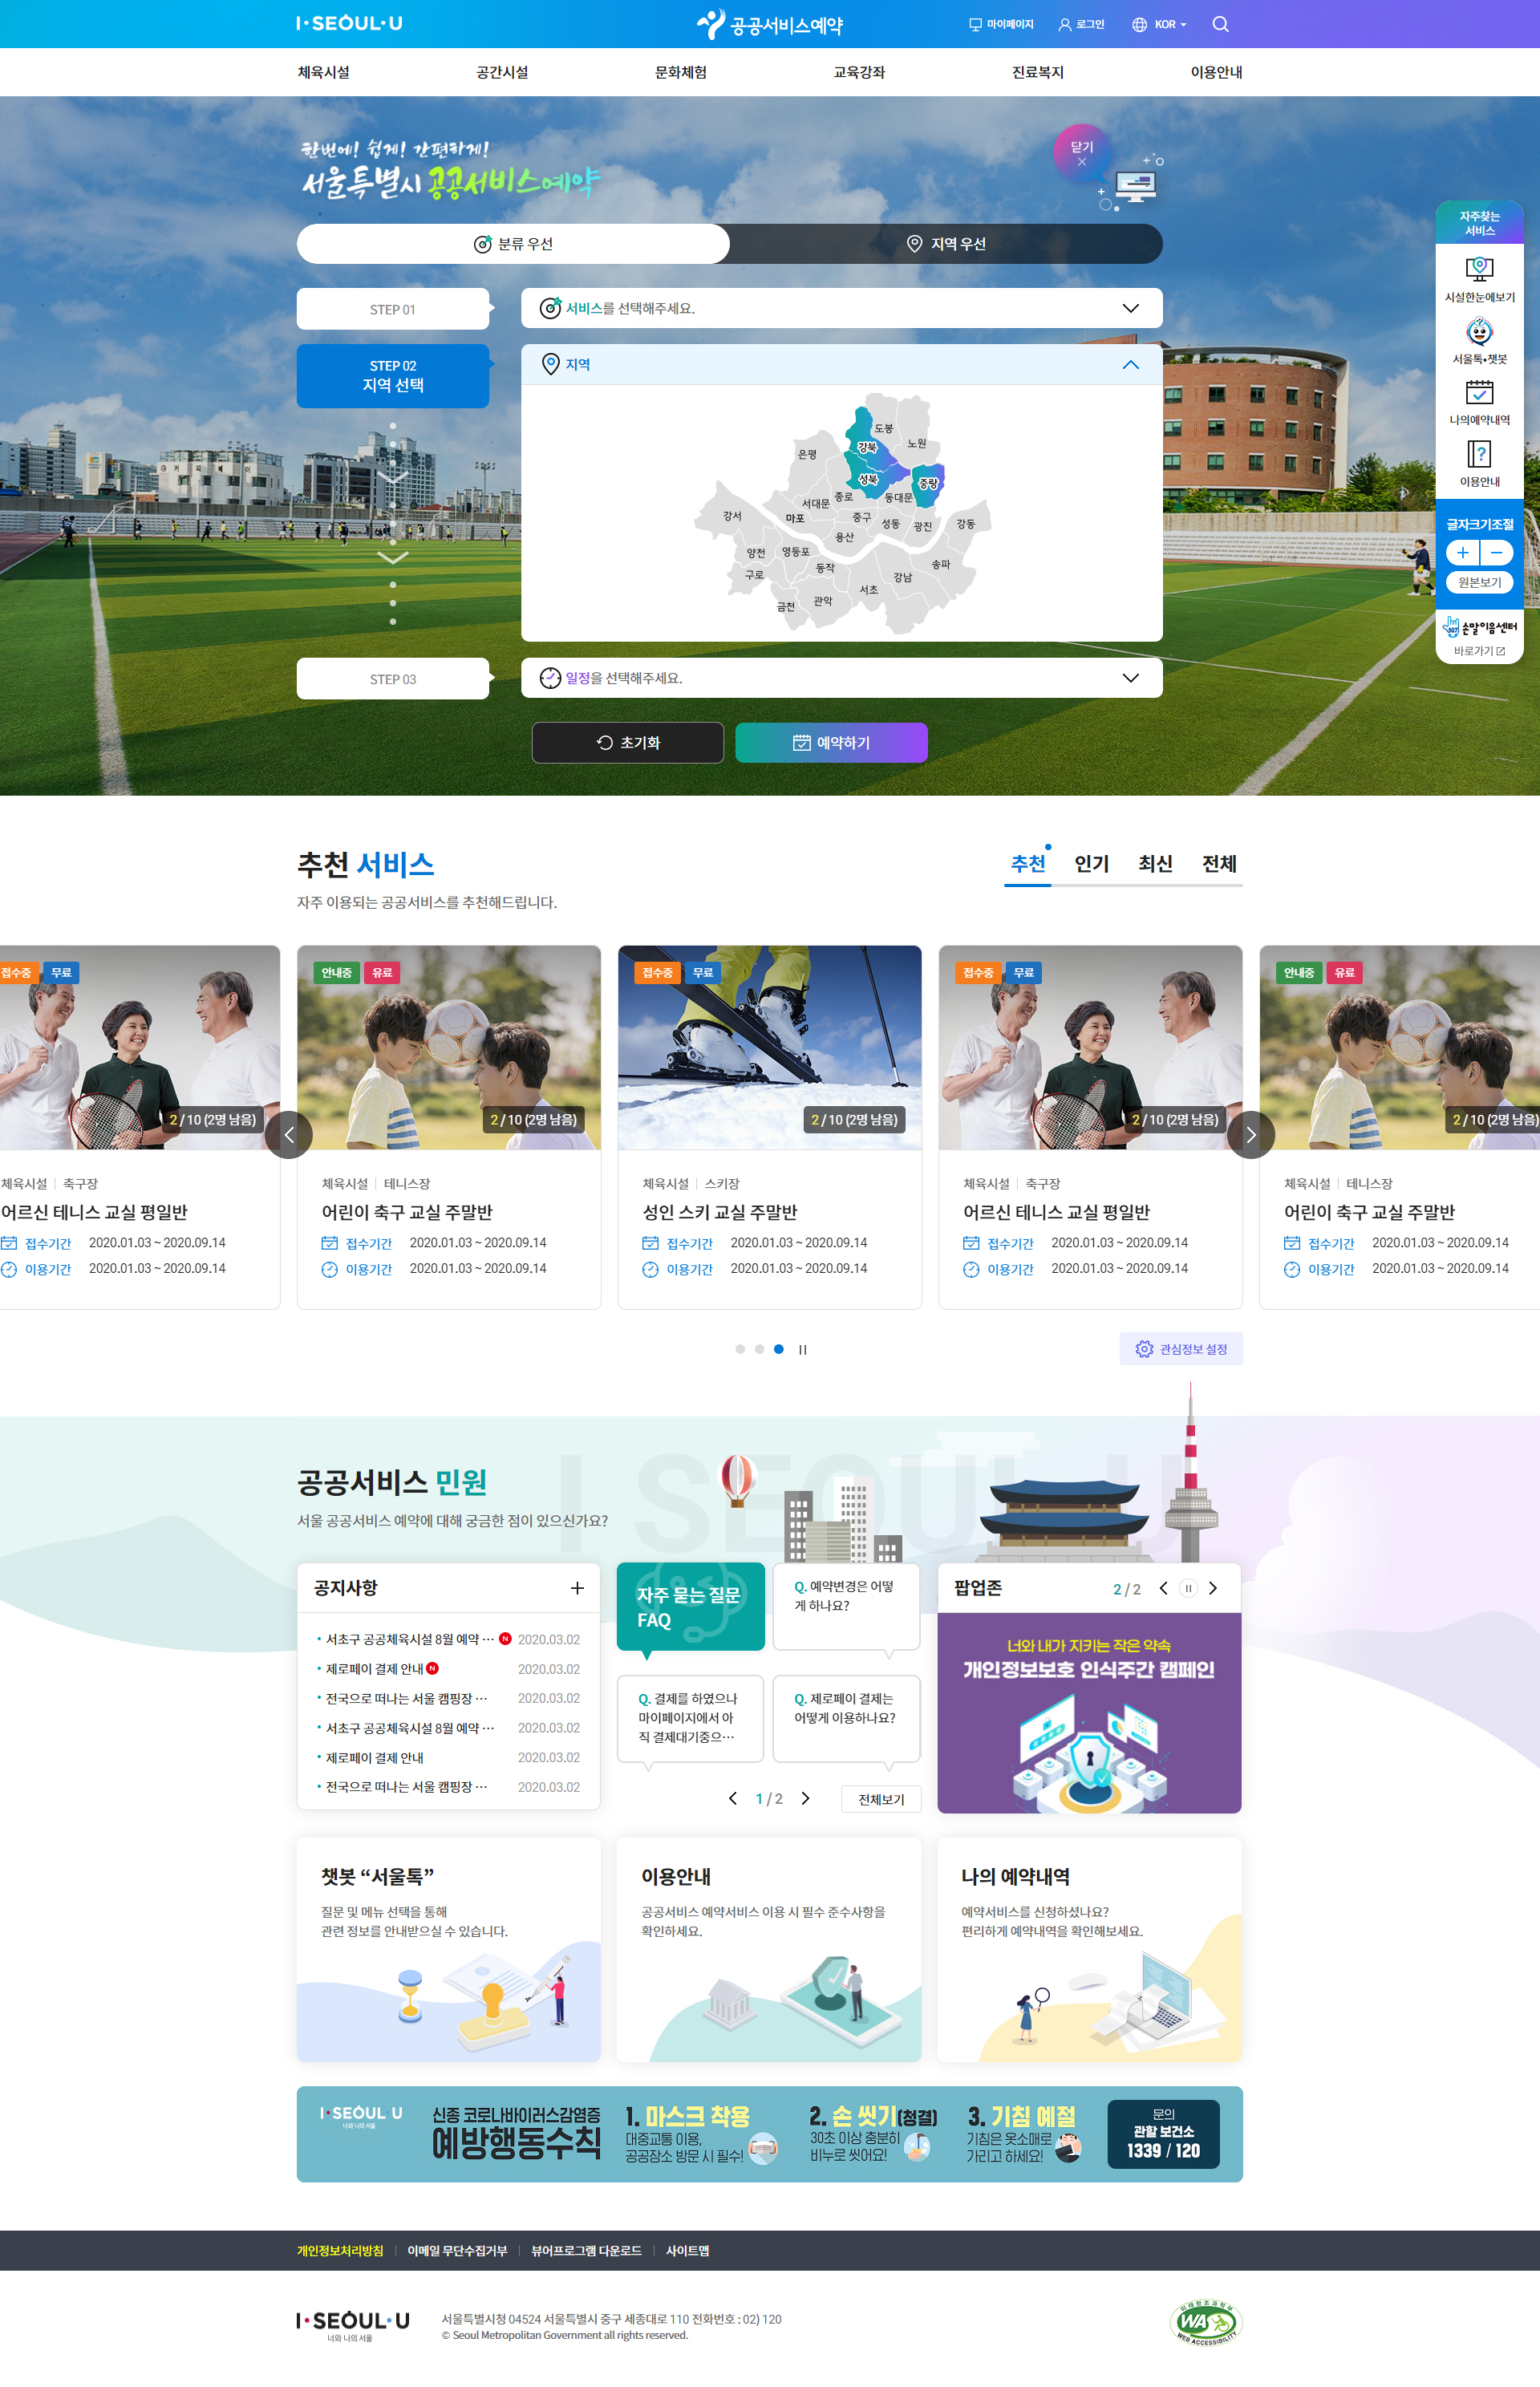 I·SEOUL·U
공공서비스예약
마이페이지
로그인
KOR
체육시설
공간시설
문화체험
교육강좌
진료복지
이용안내
한번에! 쉽게! 간편하게!
서울특별시 공공서비스예약
닫기
분류 우선
지역 우선
STEP 01
서비스를 선택해주세요.
STEP 02
지역 선택
지역
도봉
강북
노원
은평
성북
중랑
종로
서대문
동대문
강서
마포
중구
성동
광진
강동
용산
양천
영등포
동작
송파
구로
강남
서초
관악
금천
STEP 03
일정을 선택해주세요.
초기화
예약하기
자주찾는
서비스
시설한눈에보기
서울톡•챗봇
나의예약내역
이용안내
글자크기조절
+
−
원본보기
107
손말이음센터
바로가기
추천 서비스
추천
인기
최신
전체
자주 이용되는 공공서비스를 추천해드립니다.
접수중
무료
2 / 10 (2명 남음)
체육시설
축구장
어르신 테니스 교실 평일반
접수기간 2020.01.03 ~ 2020.09.14
이용기간 2020.01.03 ~ 2020.09.14
안내중
유료
2 / 10 (2명 남음)
체육시설
테니스장
어린이 축구 교실 주말반
접수기간 2020.01.03 ~ 2020.09.14
이용기간 2020.01.03 ~ 2020.09.14
접수중
무료
2 / 10 (2명 남음)
체육시설
스키장
성인 스키 교실 주말반
접수기간 2020.01.03 ~ 2020.09.14
이용기간 2020.01.03 ~ 2020.09.14
접수중
무료
2 / 10 (2명 남음)
체육시설
축구장
어르신 테니스 교실 평일반
접수기간 2020.01.03 ~ 2020.09.14
이용기간 2020.01.03 ~ 2020.09.14
안내중
유료
2 / 10 (2명 남음)
체육시설
테니스장
어린이 축구 교실 주말반
접수기간 2020.01.03 ~ 2020.09.14
이용기간 2020.01.03 ~ 2020.09.14
관심정보 설정
I SEOUL U
공공서비스 민원
서울 공공서비스 예약에 대해 궁금한 점이 있으신가요?
공지사항
서초구 공공체육시설 8월 예약 ··· N 2020.03.02
제로페이 결제 안내 N 2020.03.02
전국으로 떠나는 서울 캠핑장 ··· 2020.03.02
서초구 공공체육시설 8월 예약 ··· 2020.03.02
제로페이 결제 안내 2020.03.02
전국으로 떠나는 서울 캠핑장 ··· 2020.03.02
자주 묻는 질문
FAQ
Q. 예약변경은 어떻
게 하나요?
Q. 결제를 하였으나
마이페이지에서 아
직 결제대기중으···
Q. 제로페이 결제는
어떻게 이용하나요?
1 / 2
전체보기
팝업존
2 / 2
너와 내가 지키는 작은 약속
개인정보보호 인식주간 캠페인
챗봇 “서울톡”
질문 및 메뉴 선택을 통해
관련 정보를 안내받으실 수 있습니다.
이용안내
공공서비스 예약서비스 이용 시 필수 준수사항을
확인하세요.
나의 예약내역
예약서비스를 신청하셨나요?
편리하게 예약내역을 확인해보세요.
I·SEOUL·U
너와 나의 서울
신종 코로나바이러스감염증
예방행동수칙
1. 마스크 착용
대중교통 이용,
공공장소 방문 시 필수!
2. 손 씻기(청결)
30초 이상 충분히
비누로 씻어요!
3. 기침 예절
기침은 옷소매로
가리고 하세요!
문의
관할 보건소
1339 / 120
개인정보처리방침
이메일 무단수집거부
뷰어프로그램 다운로드
사이트맵
I·SEOUL·U
너와 나의 서울
서울특별시청 04524 서울특별시 중구 세종대로 110 전화번호 : 02) 120
© Seoul Metropolitan Government all rights reserved.
미래창조과학부
WA
WEB ACCESSIBILITY